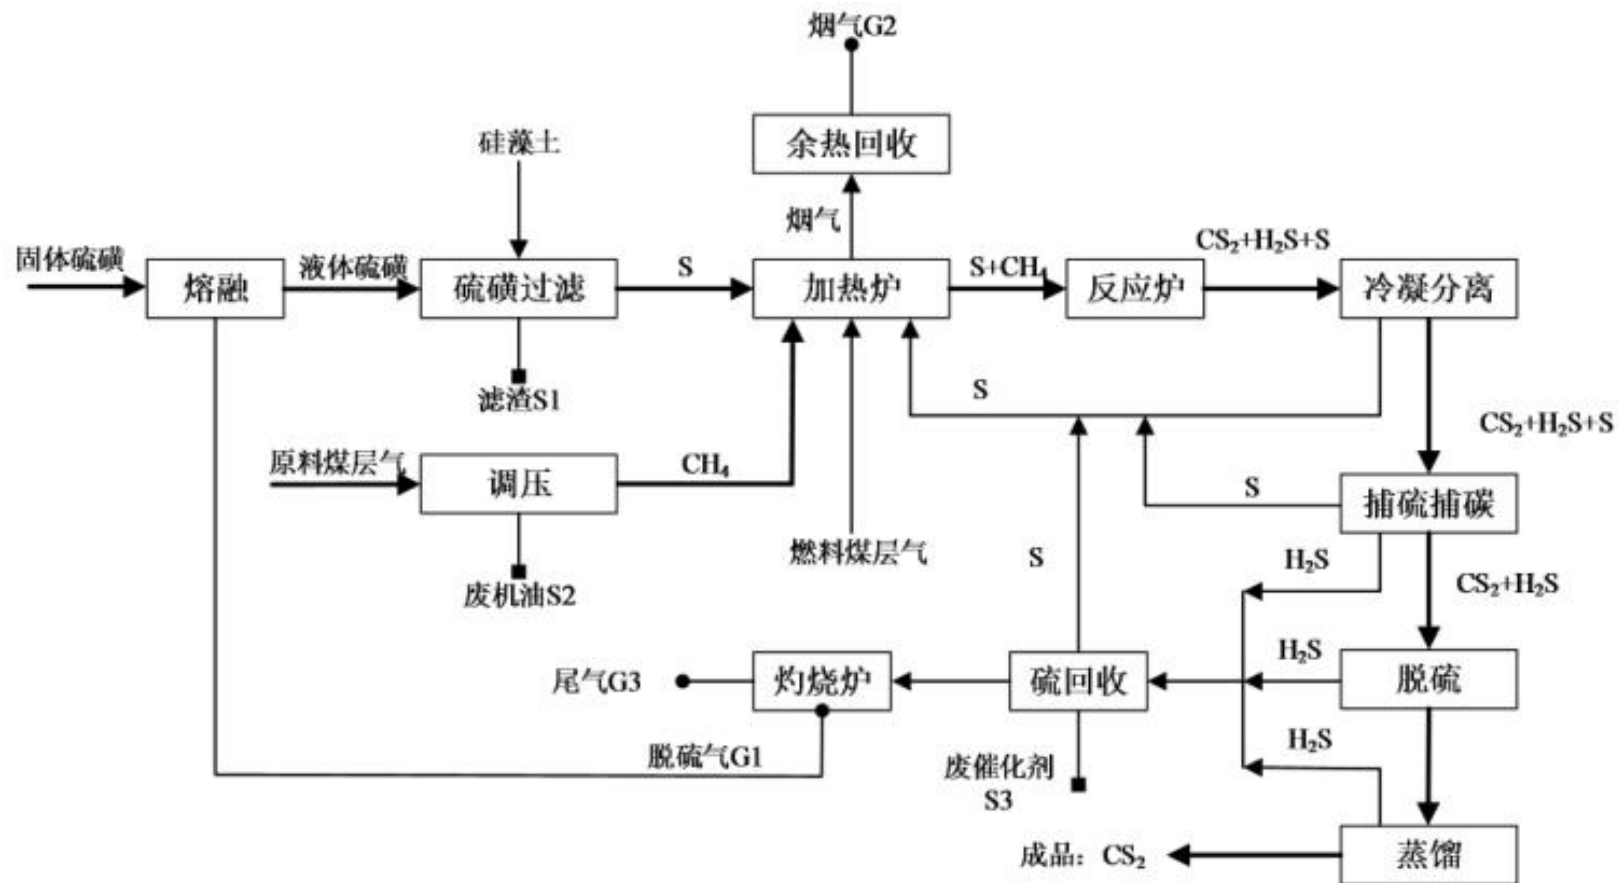 烟气G2
余热回收
硅藻土
烟气
固体硫磺
熔融
液体硫磺
硫磺过滤
S
加热炉
S+CH₄
反应炉
CS₂+H₂S+S
冷凝分离
滤渣S1
S
CS₂+H₂S+S
原料煤层气
调压
CH₄
S
捕硫捕碳
燃料煤层气
S
H₂S
CS₂+H₂S
废机油S2
尾气G3
灼烧炉
硫回收
H₂S
脱硫
脱硫气G1
废催化剂
S3
H₂S
成品：CS₂
蒸馏